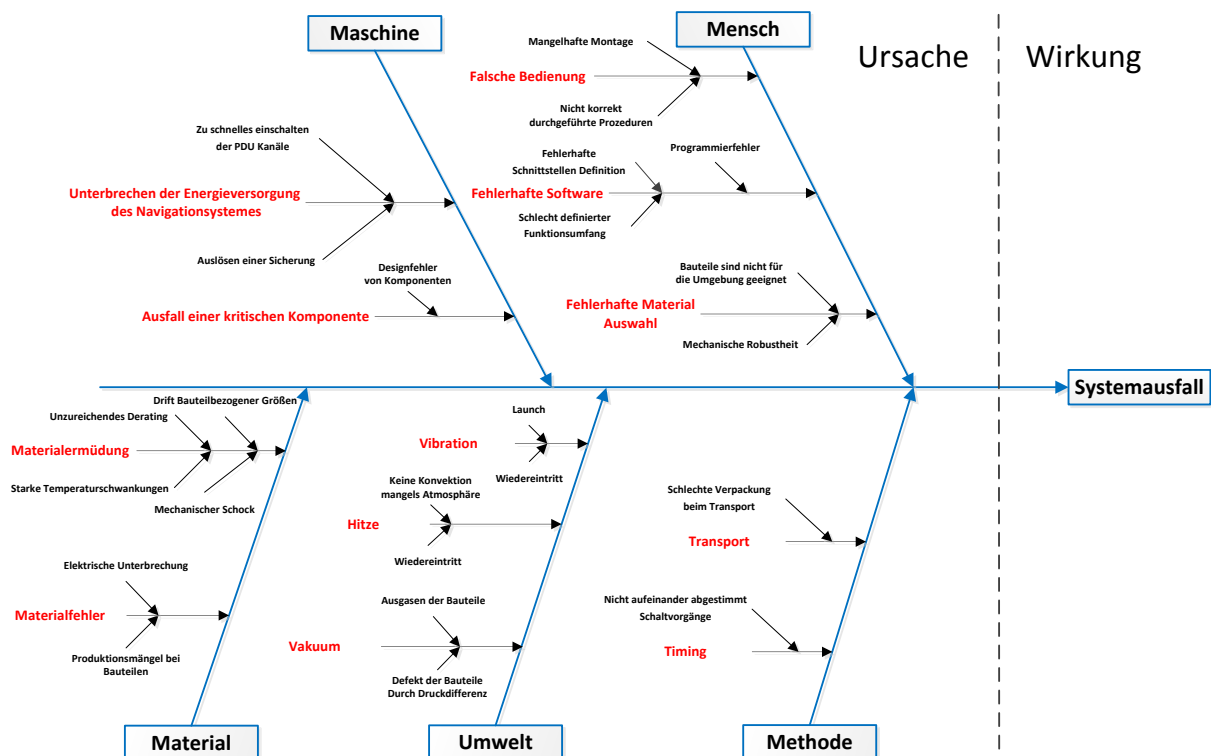 Maschine
Mensch
Ursache
Wirkung
Mangelhafte Montage
Falsche Bedienung
Nicht korrekt
durchgeführte Prozeduren
Zu schnelles einschalten
der PDU Kanäle
Unterbrechen der Energieversorgung
des Navigationsystemes
Auslösen einer Sicherung
Fehlerhafte
Schnittstellen Definition
Programmierfehler
Fehlerhafte Software
Schlecht definierter
Funktionsumfang
Designfehler
von Komponenten
Ausfall einer kritischen Komponente
Bauteile sind nicht für
die Umgebung geeignet
Fehlerhafte Material
Auswahl
Mechanische Robustheit
Systemausfall
Drift Bauteilbezogener Größen
Unzureichendes Derating
Materialermüdung
Starke Temperaturschwankungen
Mechanischer Schock
Launch
Vibration
Wiedereintritt
Keine Konvektion
mangels Atmosphäre
Hitze
Wiedereintritt
Schlechte Verpackung
beim Transport
Transport
Elektrische Unterbrechung
Materialfehler
Produktionsmängel bei
Bauteilen
Ausgasen der Bauteile
Vakuum
Defekt der Bauteile
Durch Druckdifferenz
Nicht aufeinander abgestimmt
Schaltvorgänge
Timing
Material
Umwelt
Methode